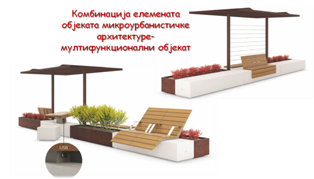 Комбинација елемената
објеката микроурбанистичке
архитектуре-
мултифункционални објекат